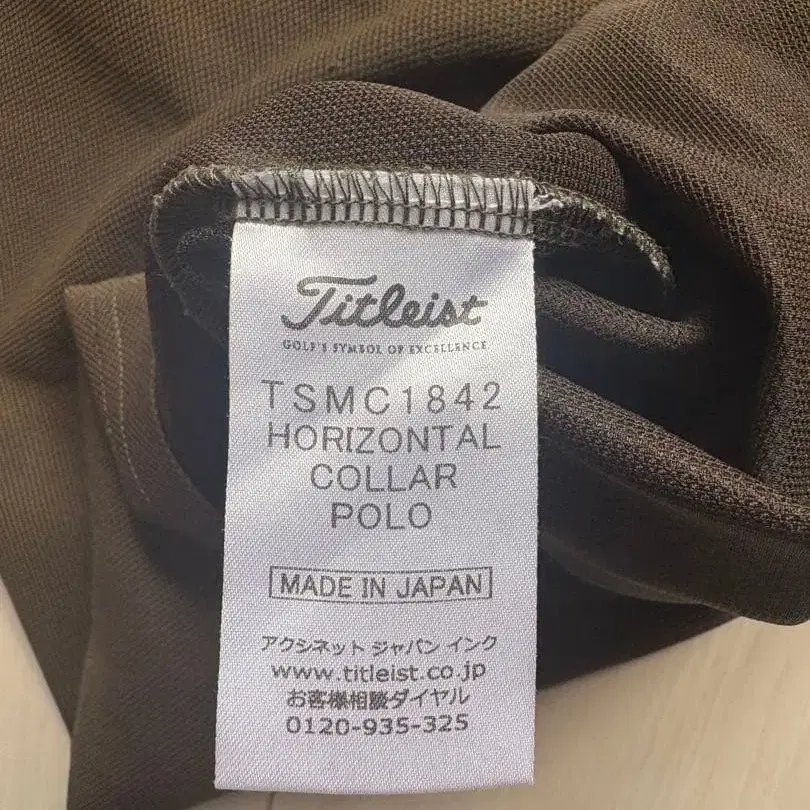 Titleist
GOLF'S SYMBOL OF EXCELLENCE
TSMC1842
HORIZONTAL
COLLAR
POLO
MADE IN JAPAN
アクシネット ジャパン インク
www.titleist.co.jp
お客様相談ダイヤル
0120-935-325